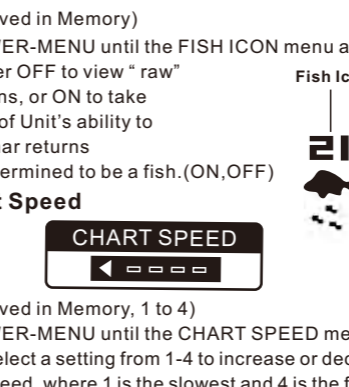 ved in Memory)
ER-MENU until the FISH ICON menu a
er OFF to view “ raw”
Fish Ic
ns, or ON to take
of Unit’s ability to
ar returns
ermined to be a fish.(ON,OFF)
t Speed
CHART SPEED
ved in Memory, 1 to 4)
ER-MENU until the CHART SPEED me
elect a setting from 1-4 to increase or dec
eed, where 1 is the slowest and 4 is the f